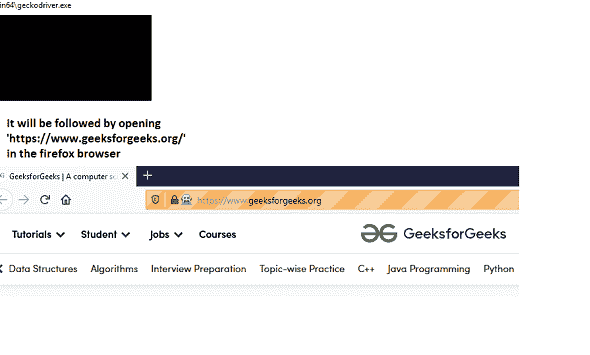 in64\geckodriver.exe
It will be followed by opening
'https://www.geeksforgeeks.org/'
in the firefox browser
GeeksforGeeks | A computer sc
https://www.geeksforgeeks.org
Tutorials Student Jobs Courses GeeksforGeeks
Data Structures Algorithms Interview Preparation Topic-wise Practice C++ Java Programming Python